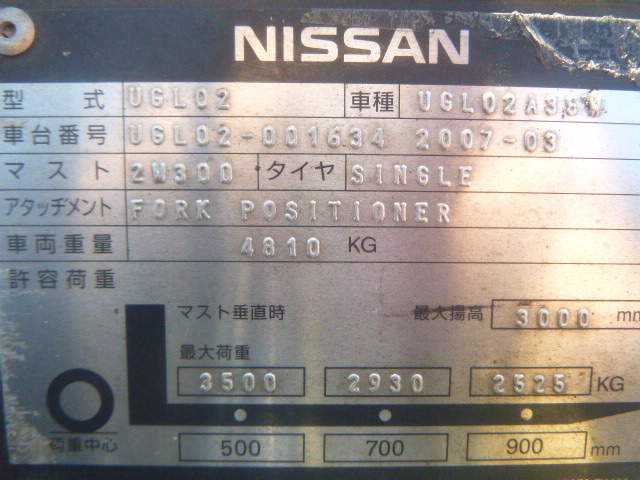 NISSAN
型式 UGL02 車種 UGL02A35W
車台番号 UGL02-001634 2007-03
マスト 2W300 タイヤ SINGLE
アタッチメント FORK POSITIONER
車両重量 4810 KG
許容荷重
マスト垂直時 最大揚高 3000 mm
最大荷重
3500 2930 2525 KG
荷重中心 500 700 900 mm